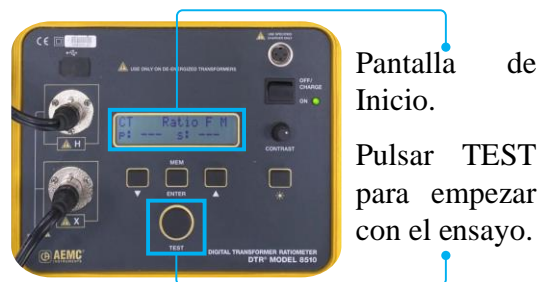 CE
USE ONLY ON DE-ENERGIZED TRANSFORMERS
OFF/
CHARGE
ON
CT Ratio F M
P: --- S: ---
CONTRAST
H
MEM
ENTER
X
TEST
AEMC
INSTRUMENTS
DIGITAL TRANSFORMER RATIOMETER
DTR® MODEL 8510
Pantalla de
Inicio.
Pulsar TEST
para empezar
con el ensayo.